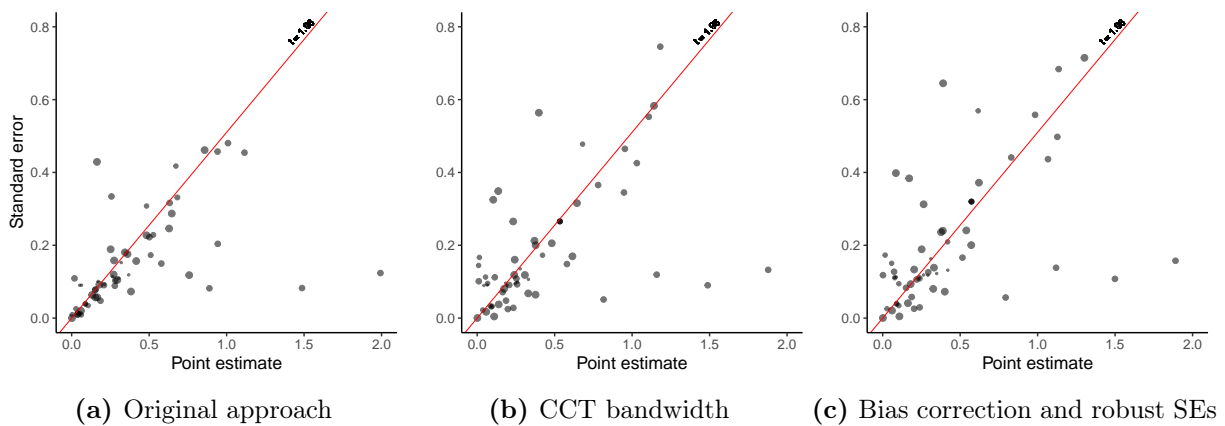 t = 1.96
t = 1.96
t = 1.96
0.8
0.8
0.8
0.6
0.6
0.6
Standard error
0.4
0.4
0.4
0.2
0.2
0.2
0.0
0.0
0.0
0.0 0.5 1.0 1.5 2.0
0.0 0.5 1.0 1.5 2.0
0.0 0.5 1.0 1.5 2.0
Point estimate
Point estimate
Point estimate
(a) Original approach
(b) CCT bandwidth
(c) Bias correction and robust SEs